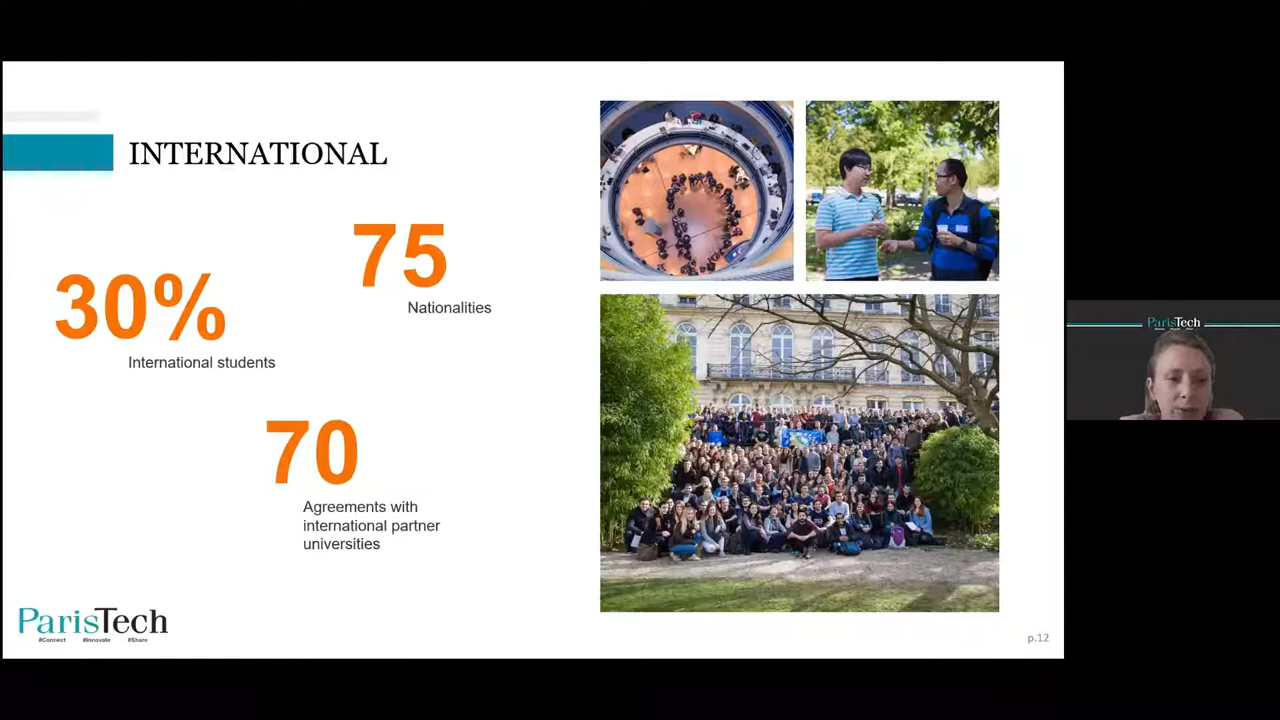 INTERNATIONAL
75
Nationalities
30%
International students
70
Agreements with
international partner
universities
ParisTech
#Connect #Innovate #Share
p.12
ParisTech